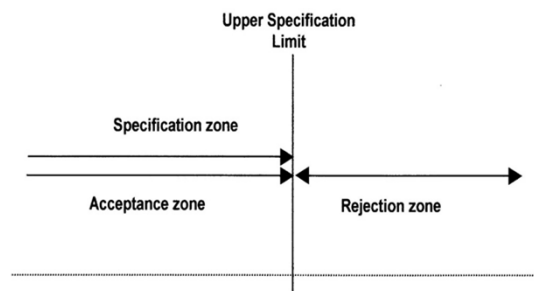 Upper Specification
Limit
Specification zone
Acceptance zone
Rejection zone